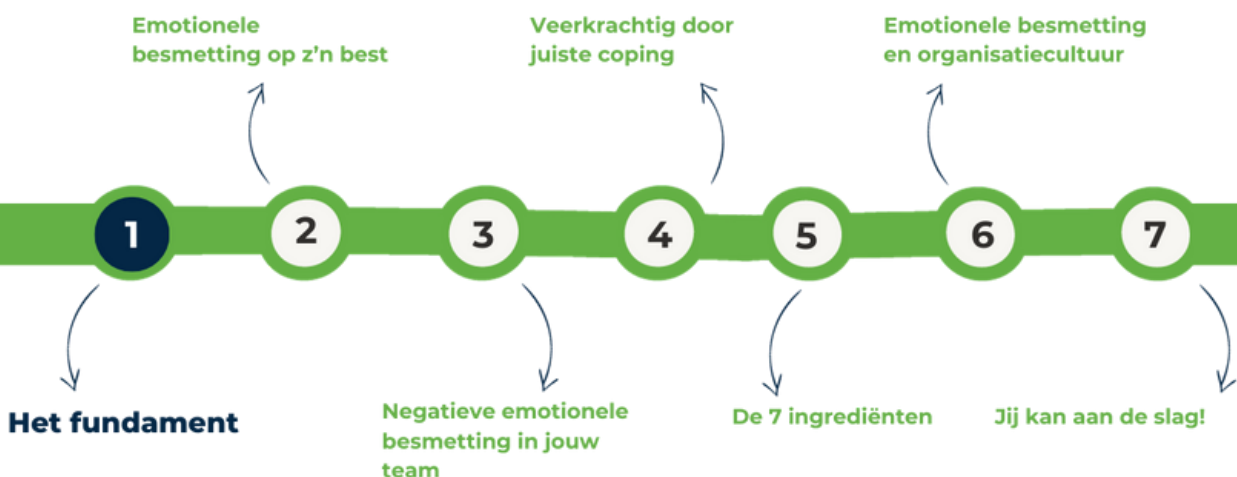 Emotionele
besmetting op z'n best
Veerkrachtig door
juiste coping
Emotionele besmetting
en organisatiecultuur
1
2
3
4
5
6
7
Het fundament
Negatieve emotionele
besmetting in jouw
team
De 7 ingrediënten
Jij kan aan de slag!